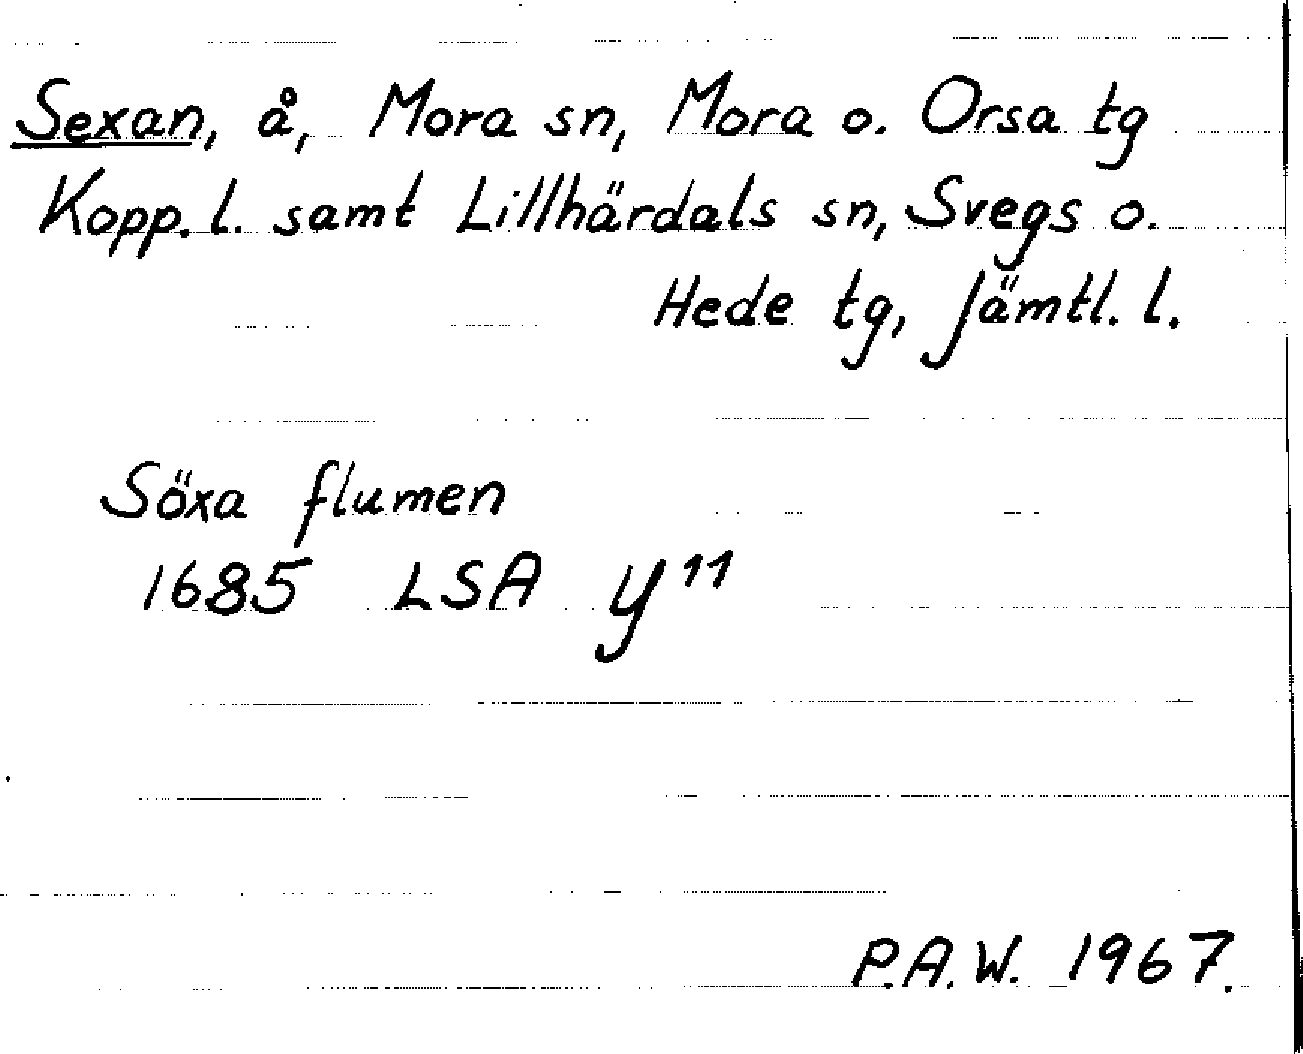 Sexan, å, Mora sn, Mora o. Orsa tg
Kopp. l. samt Lillhärdals sn, Svegs o.
Hede tg, Jämtl. l.
Söxa flumen
1685 LSA Y¹¹
P.A.W. 1967.